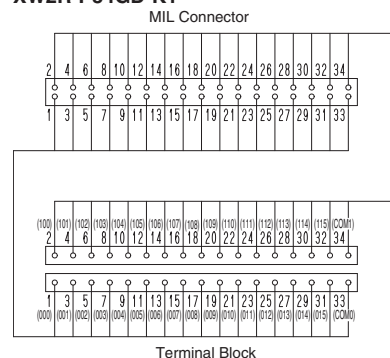 MIL Connector
2 4 6 8 10 12 14 16 18 20 22 24 26 28 30 32 34
1 3 5 7 9 11 13 15 17 19 21 23 25 27 29 31 33
(100) (101) (102) (103) (104) (105) (106) (107) (108) (109) (110) (111) (112) (113) (114) (115) (COM1)
2 4 6 8 10 12 14 16 18 20 22 24 26 28 30 32 34
1 3 5 7 9 11 13 15 17 19 21 23 25 27 29 31 33
(000) (001) (002) (003) (004) (005) (006) (007) (008) (009) (010) (011) (012) (013) (014) (015) (COM0)
Terminal Block